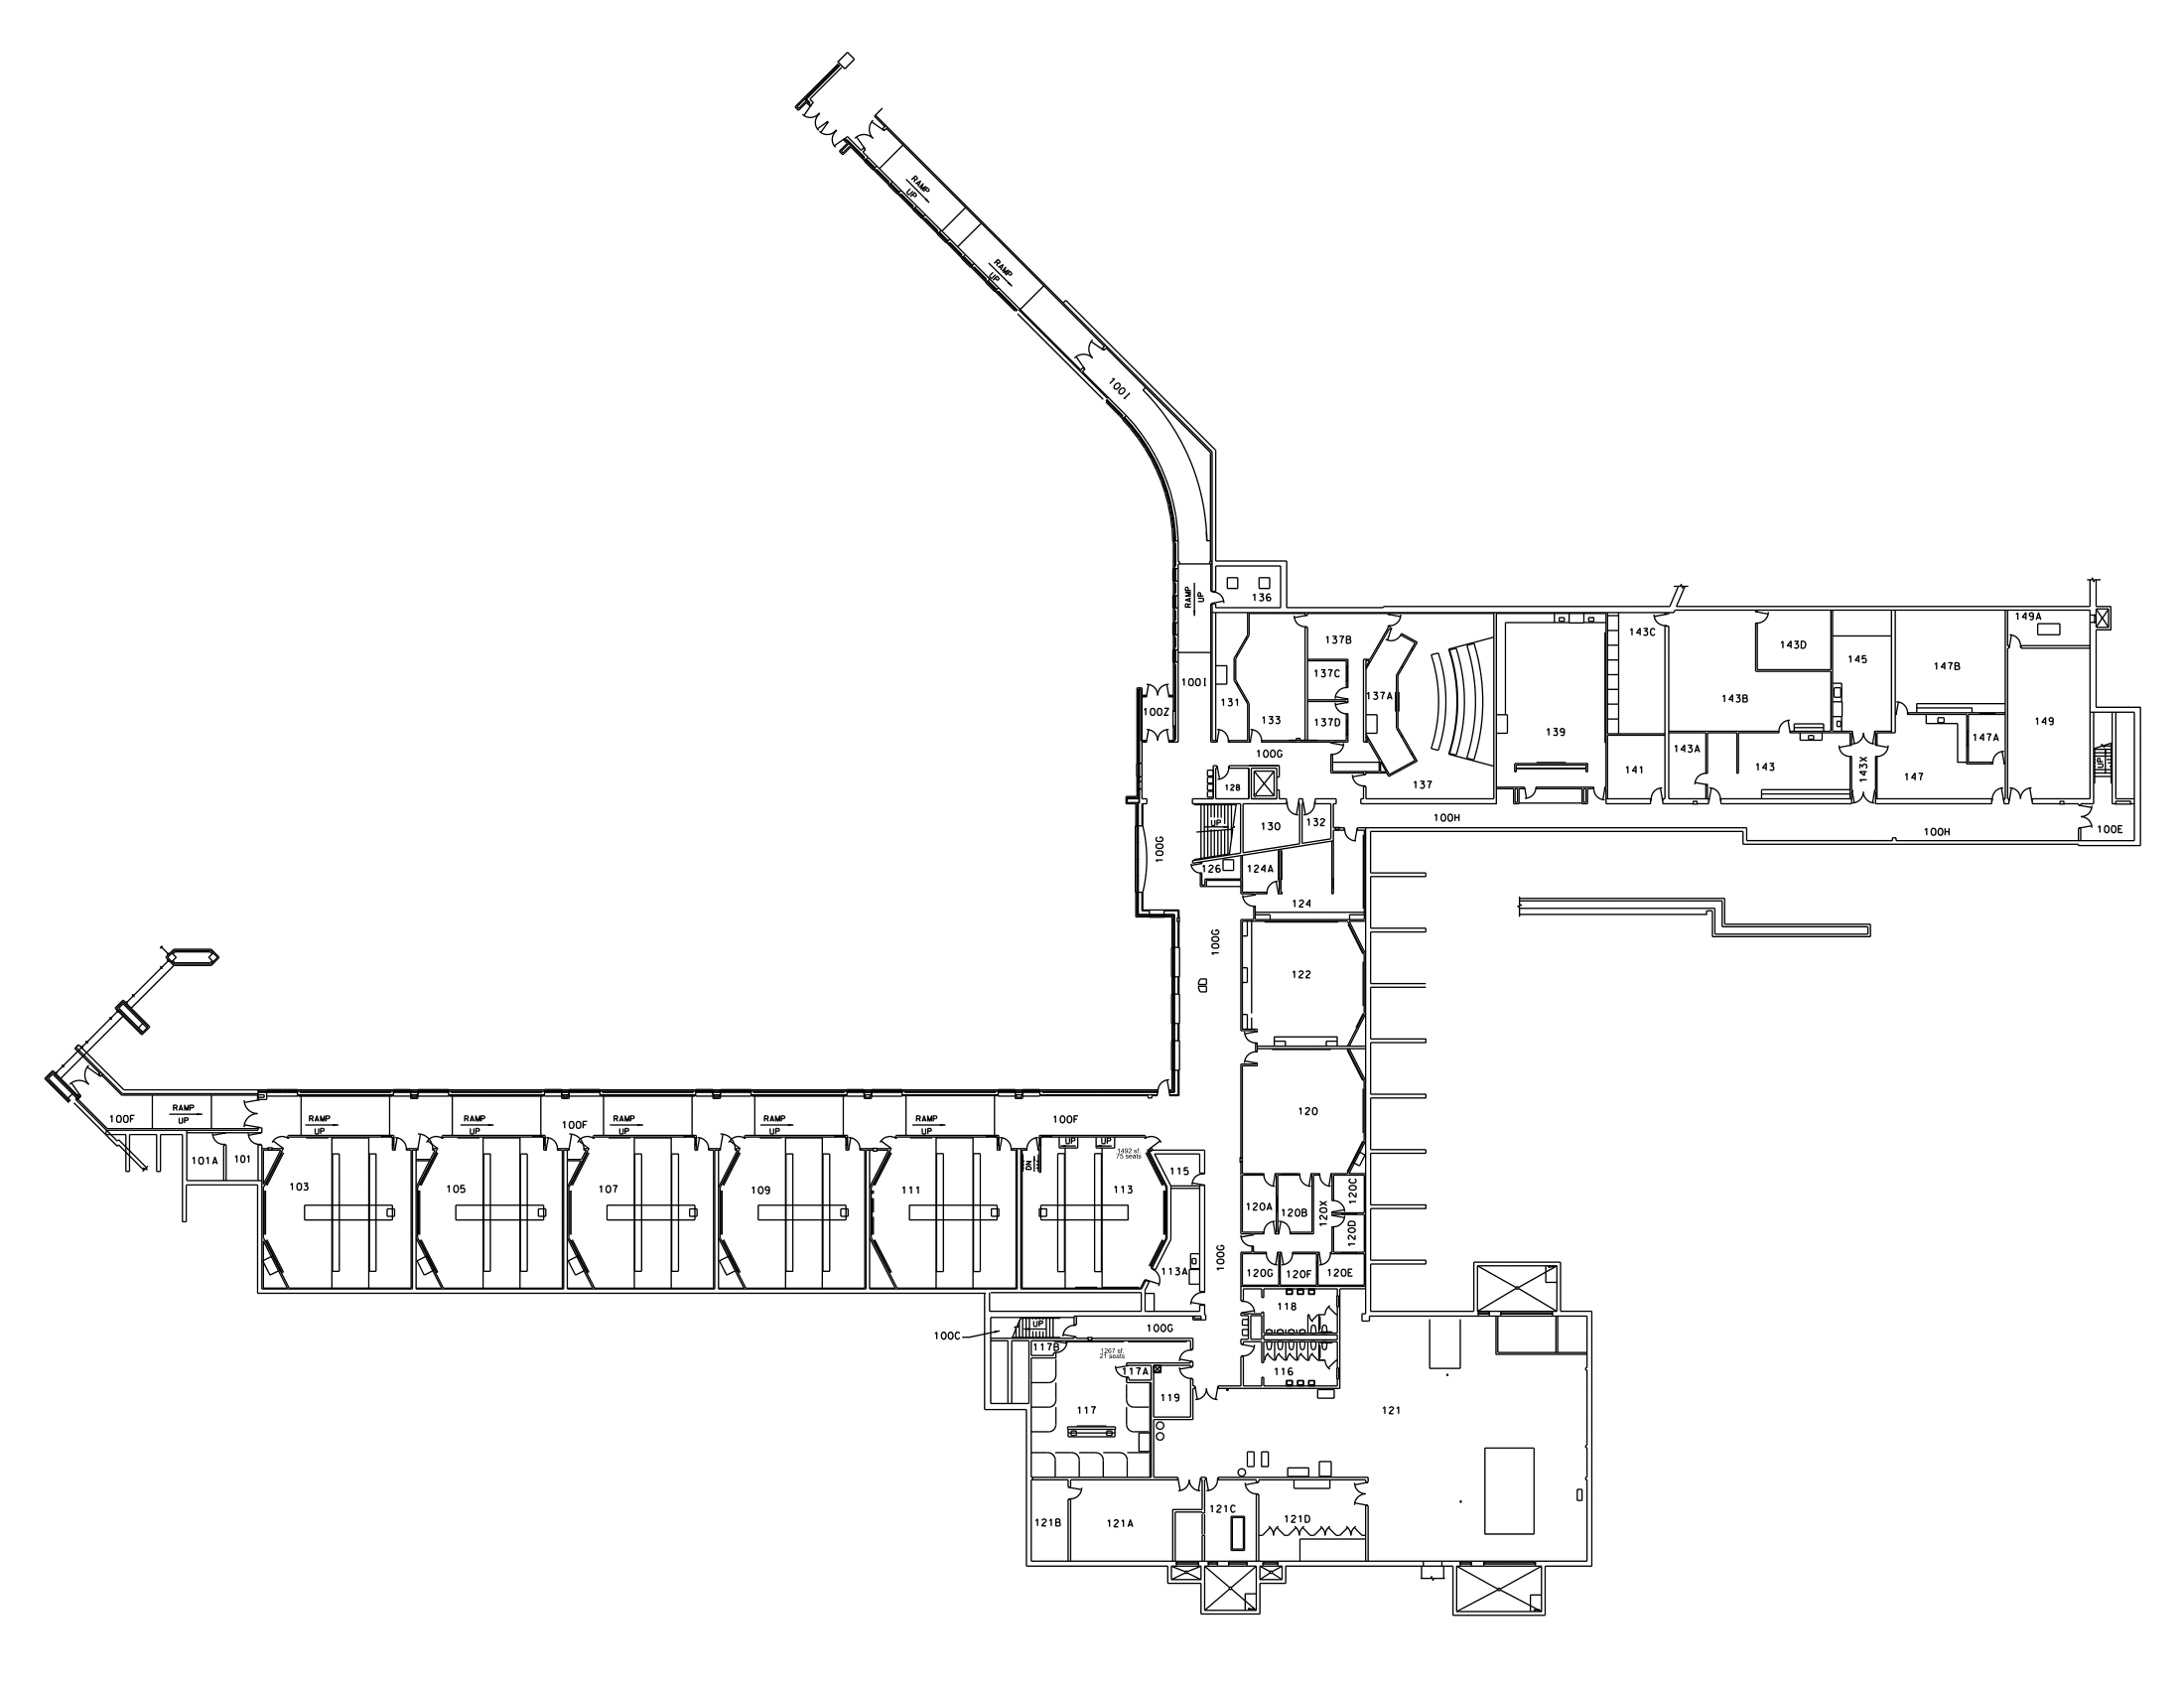 RAMP
UP
RAMP
UP
100I
RAMP
UP
136
100I
100Z
131
133
137B
137C
137D
137A
137
139
143C
141
143A
143B
143D
143
145
143X
147B
147
147A
149A
149
UP
100G
128
100H
100H
100E
UP
130
132
100G
126
124A
124
100G
122
120
100F
RAMP
UP
RAMP
UP
RAMP
UP
100F
RAMP
UP
RAMP
UP
RAMP
UP
100F
101A
101
103
105
107
109
111
DN
UP
UP
1492 sf.
75 seats
113
115
113A
100G
120A
120B
120X
120C
120D
120G
120F
120E
118
116
100C
UP
100G
117B
1267 sf.
21 seats
117A
117
119
121
121B
121A
121C
121D